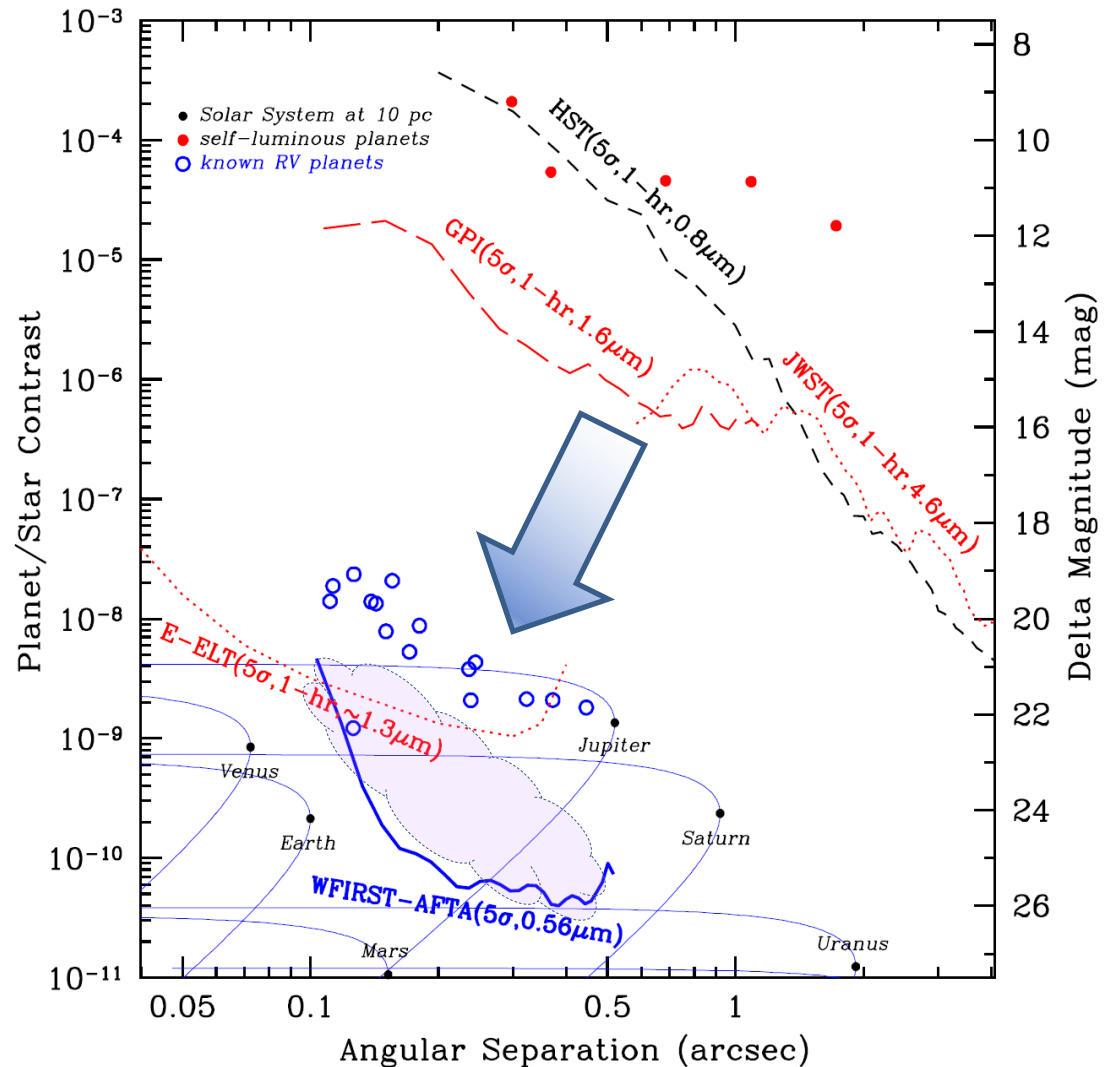 10⁻³
10⁻⁴
10⁻⁵
10⁻⁶
10⁻⁷
10⁻⁸
10⁻⁹
10⁻¹⁰
10⁻¹¹
Planet/Star Contrast
Solar System at 10 pc
self-luminous planets
known RV planets
HST(5σ,1-hr,0.8μm)
GPI(5σ,1-hr,1.6μm)
JWST(5σ,1-hr,4.6μm)
E-ELT(5σ,1-hr,~1.3μm)
Venus
Earth
Jupiter
Saturn
WFIRST-AFTA(5σ,0.56μm)
Mars
Uranus
8
10
12
14
16
18
20
22
24
26
Delta Magnitude (mag)
0.05
0.1
0.5
1
Angular Separation (arcsec)